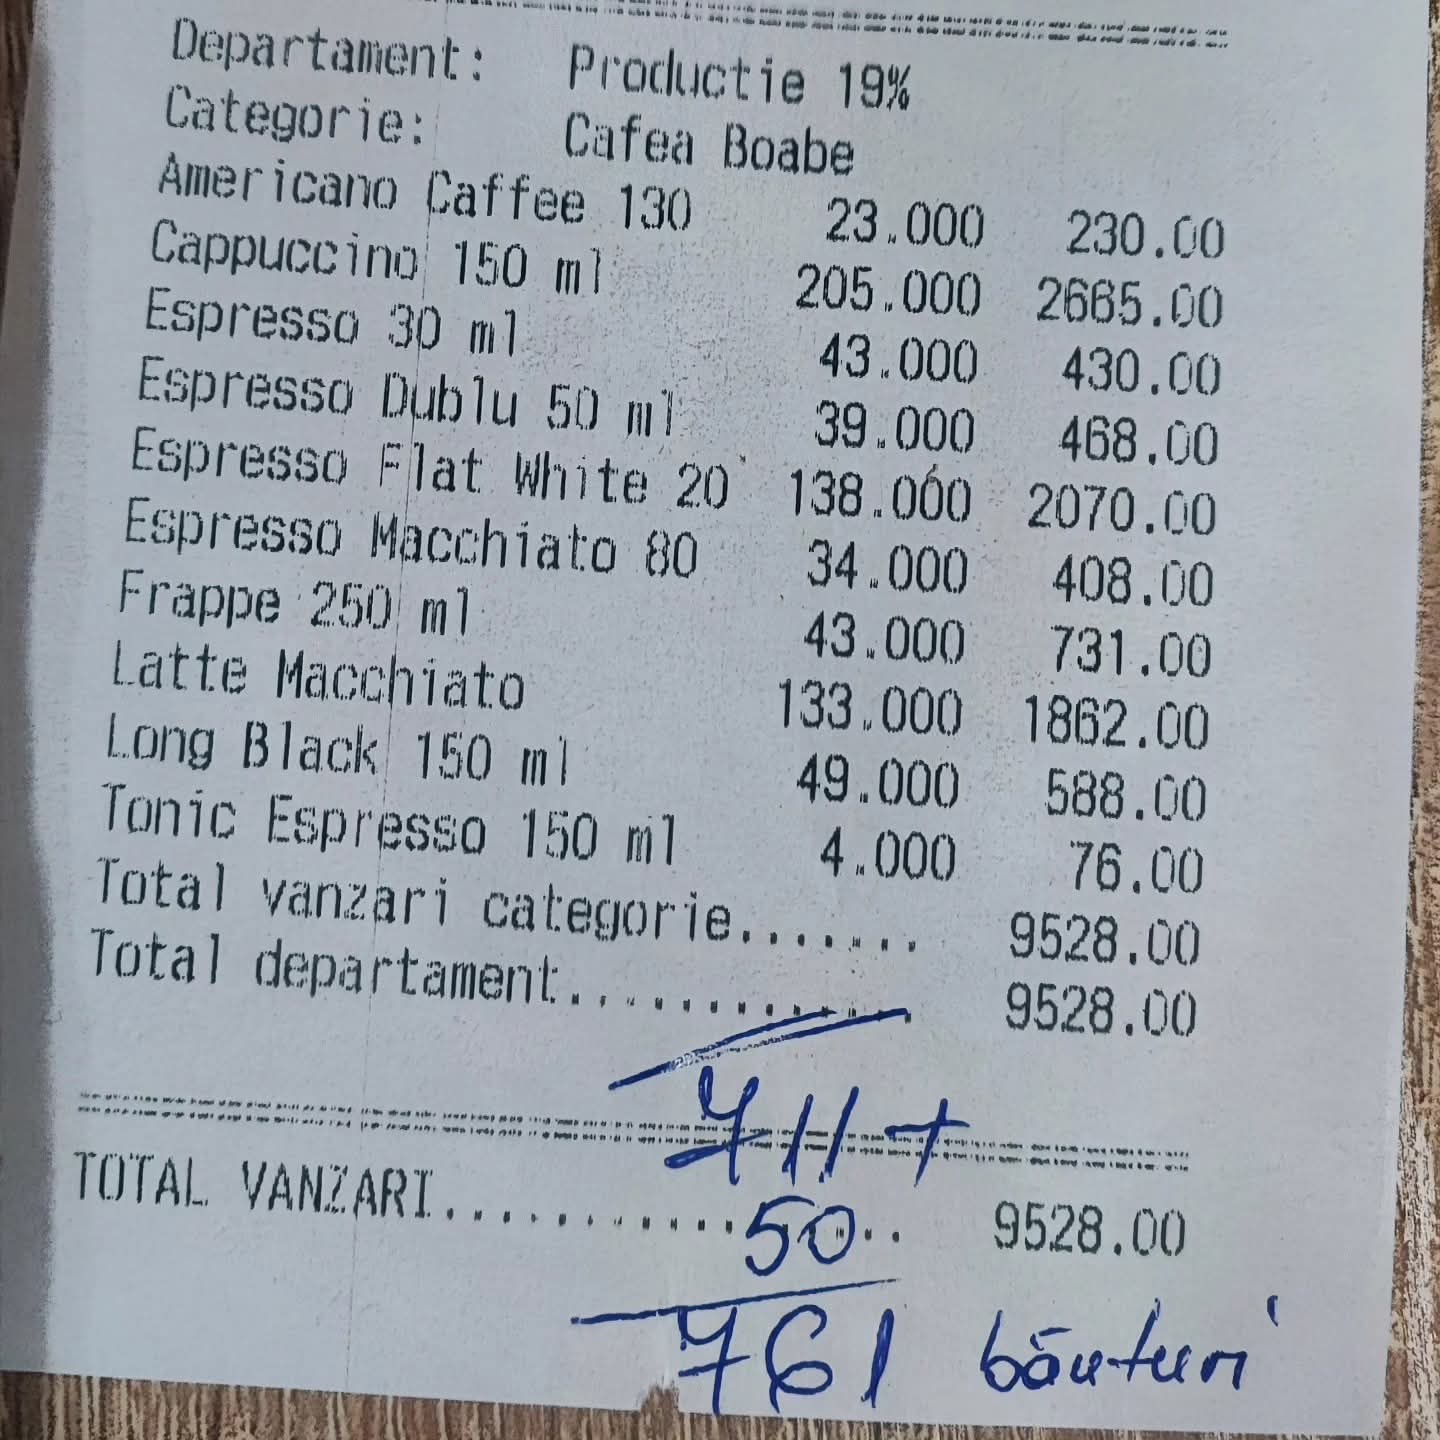 Departament: Productie 19%
Categorie: Cafea Boabe
Americano Caffee 130 23.000 230.00
Cappuccino 150 ml 205.000 2665.00
Espresso 30 ml 43.000 430.00
Espresso Dublu 50 ml 39.000 468.00
Espresso Flat White 20 138.000 2070.00
Espresso Macchiato 80 34.000 408.00
Frappe 250 ml 43.000 731.00
Latte Macchiato 133.000 1862.00
Long Black 150 ml 49.000 588.00
Tonic Espresso 150 ml 4.000 76.00
Total vanzari categorie....... 9528.00
Total departament............. 9528.00
711+
TOTAL VANZARI................. 9528.00
50
761 băuturi